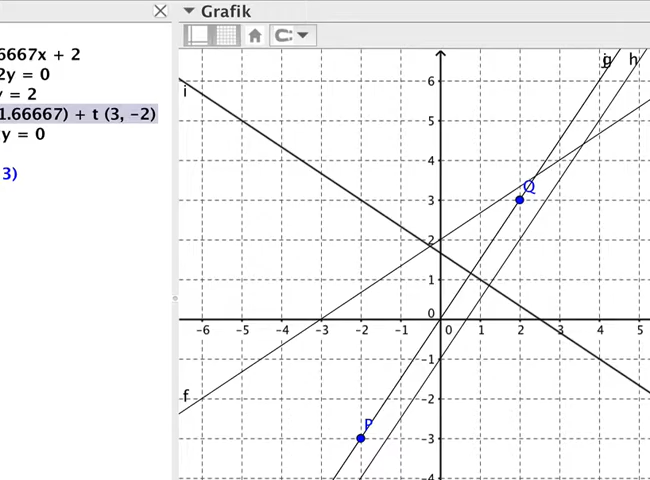 Grafik
6667x + 2
2y = 0
y = 2
1.66667) + t (3, −2)
y = 0
3)
i
g
h
6
5
4
Q
3
2
1
0
-6 -5 -4 -3 -2 -1 0 1 2 3 4 5
-1
f
-2
P
-3
-4